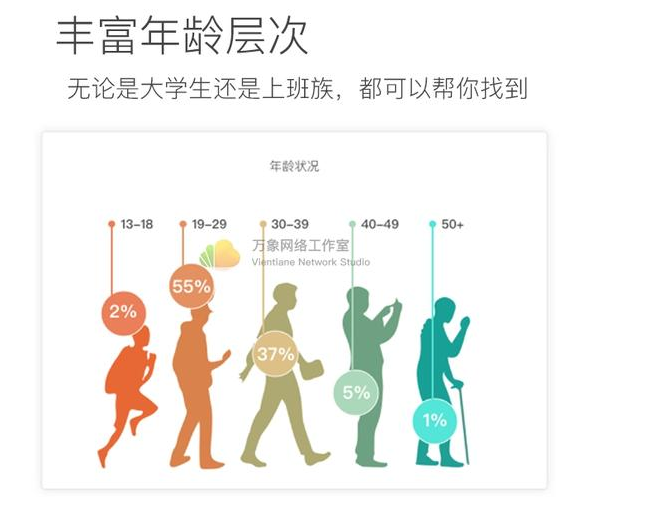 丰富年龄层次
无论是大学生还是上班族，都可以帮你找到
年龄状况
13–18
19–29
30–39
40–49
50+
万象网络工作室
Vientiane Network Studio
55%
2%
37%
5%
1%